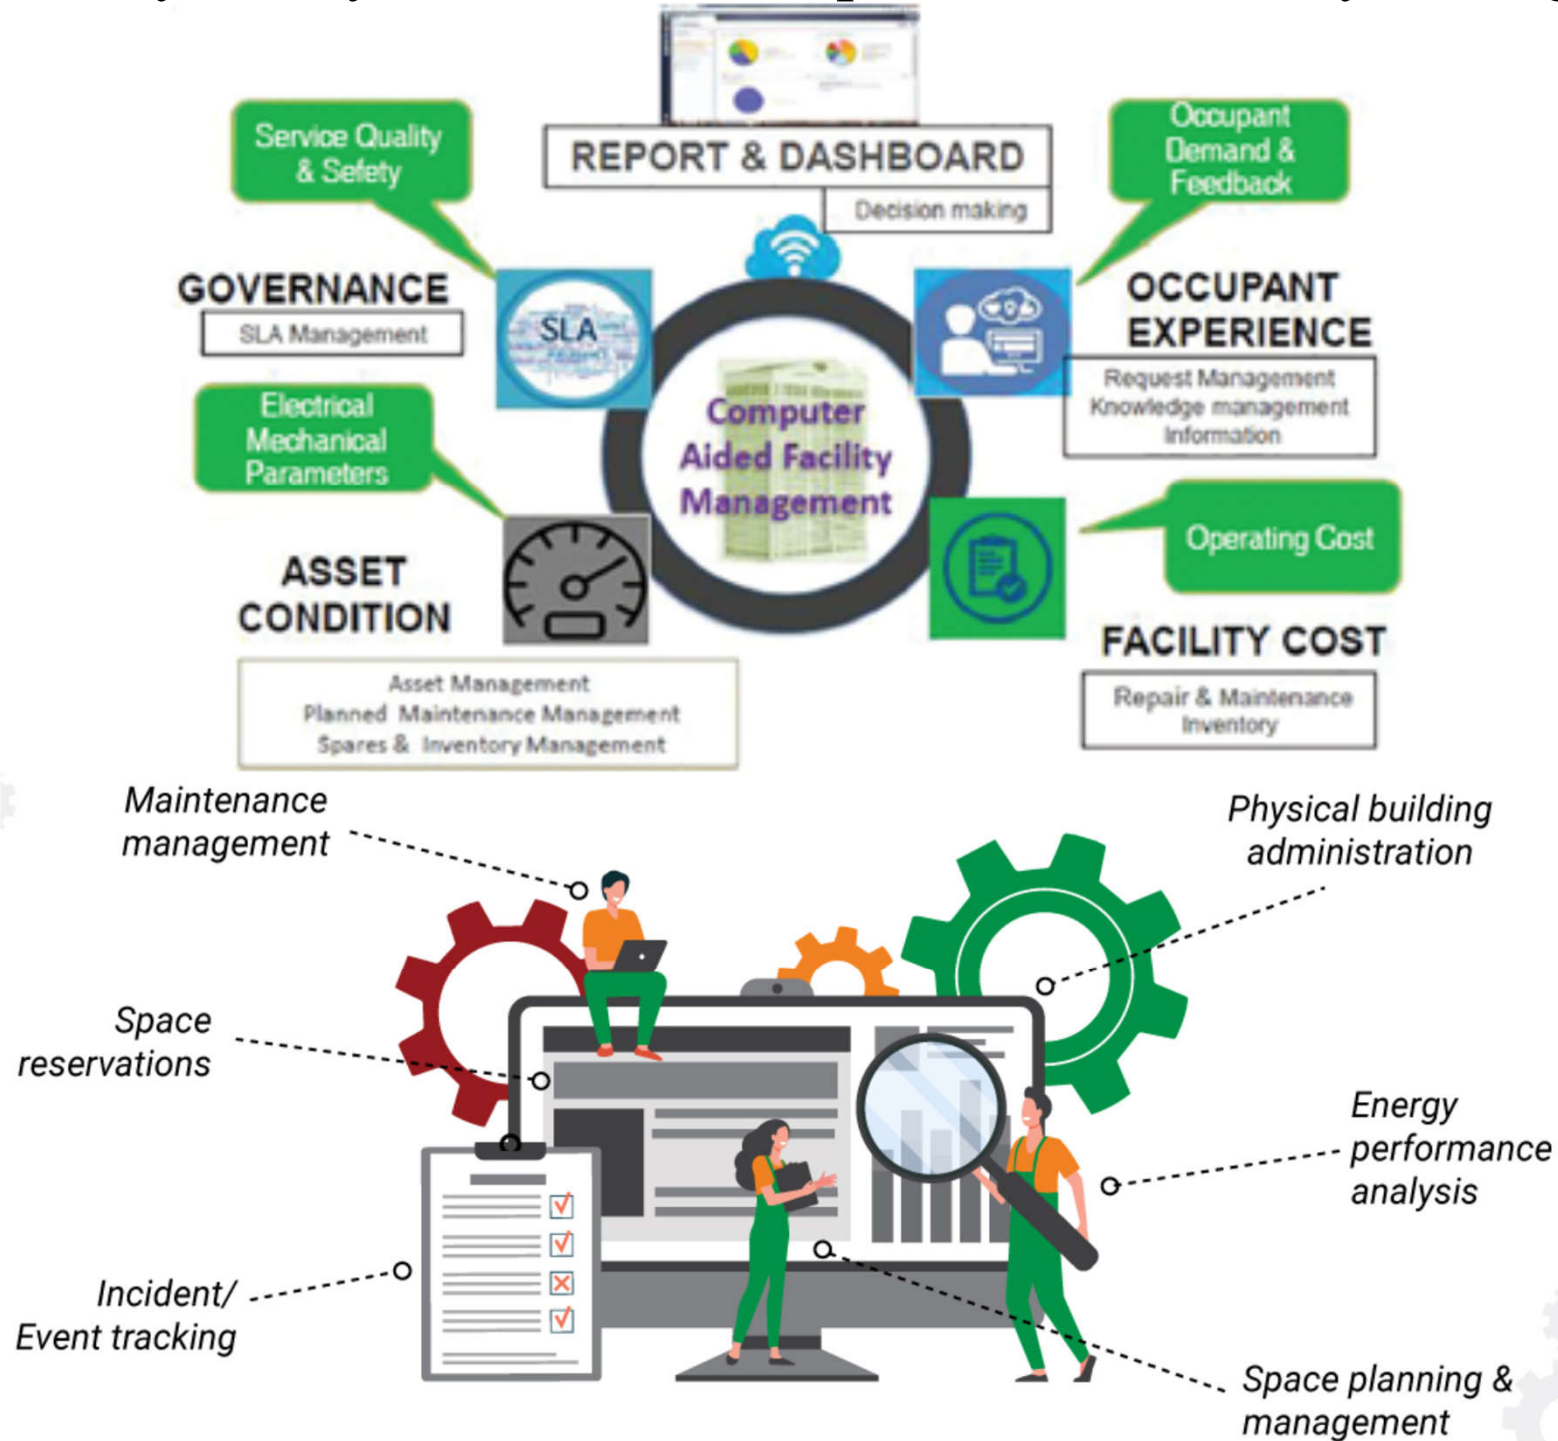 REPORT & DASHBOARD
Decision making
Service Quality
& Sefety
Occupant
Demand &
Feedback
GOVERNANCE
SLA Management
SLA
OCCUPANT
EXPERIENCE
Request Management
Knowledge management
Information
Electrical
Mechanical
Parameters
Computer
Aided Facility
Management
Operating Cost
ASSET
CONDITION
Asset Management
Planned Maintenance Management
Spares & Inventory Management
FACILITY COST
Repair & Maintenance
Inventory
Maintenance
management
Physical building
administration
Space
reservations
Energy
performance
analysis
Incident/
Event tracking
Space planning &
management